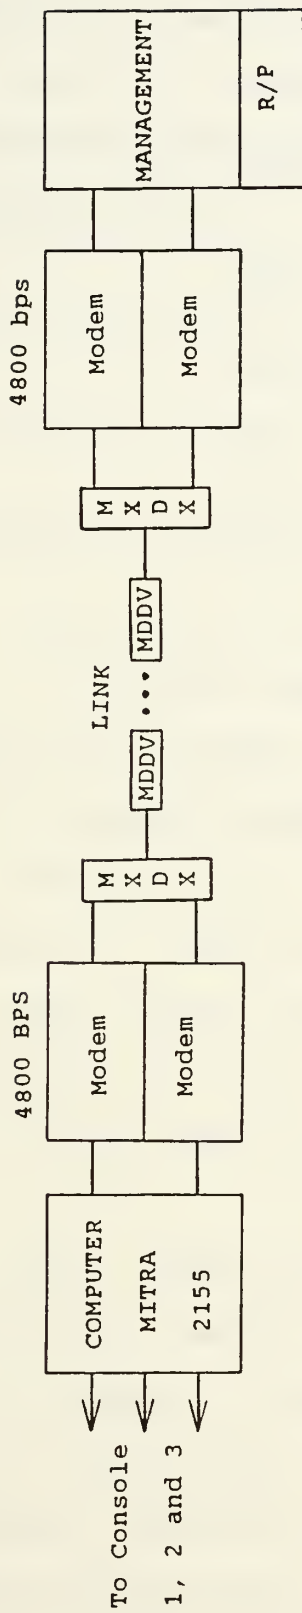 To Console
1, 2 and 3
COMPUTER
MITRA
2155
4800 BPS
Modem
Modem
M
X
D
X
LINK
MDDV
•••
MDDV
M
X
D
X
4800 bps
Modem
Modem
MANAGEMENT
R/P